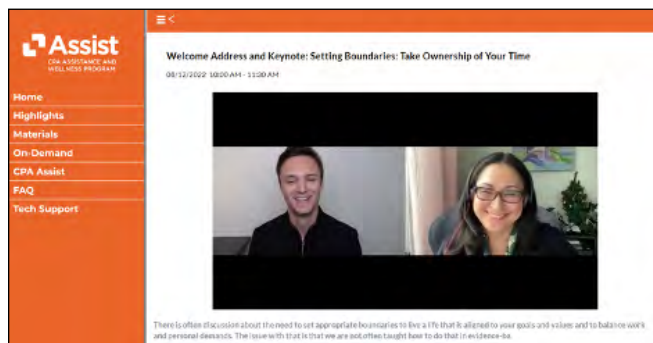 Assist
CPA ASSISTANCE AND
WELLNESS PROGRAM
Home
Highlights
Materials
On-Demand
CPA Assist
FAQ
Tech Support
Welcome Address and Keynote: Setting Boundaries: Take Ownership of Your Time
08/12/2022 10:00 AM - 11:00 AM
There is often discussion about the need to set appropriate boundaries to live a life that is aligned to your goals and values and to balance work
and personal demands. The issue with that is that we are not often taught how to do that in evidence-ba